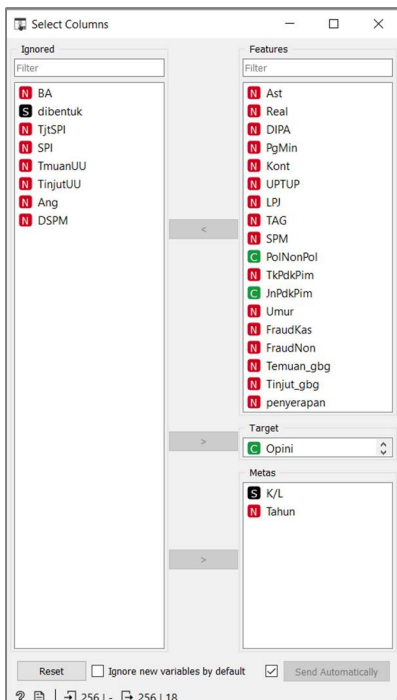 Select Columns
Ignored
Filter
N BA
S dibentuk
N TjtSPI
N SPI
N TmuanUU
N TinjutUU
N Ang
N DSPM
<
>
>
Features
Filter
N Ast
N Real
N DIPA
N PgMin
N Kont
N UPTUP
N LPJ
N TAG
N SPM
C PolNonPol
N TkPdkPim
C JnPdkPim
N Umur
N FraudKas
N FraudNon
N Temuan_gbg
N Tinjut_gbg
N penyerapan
Target
C Opini
Metas
S K/L
N Tahun
Reset Ignore new variables by default Send Automatically
? 256 | - 256 | 18